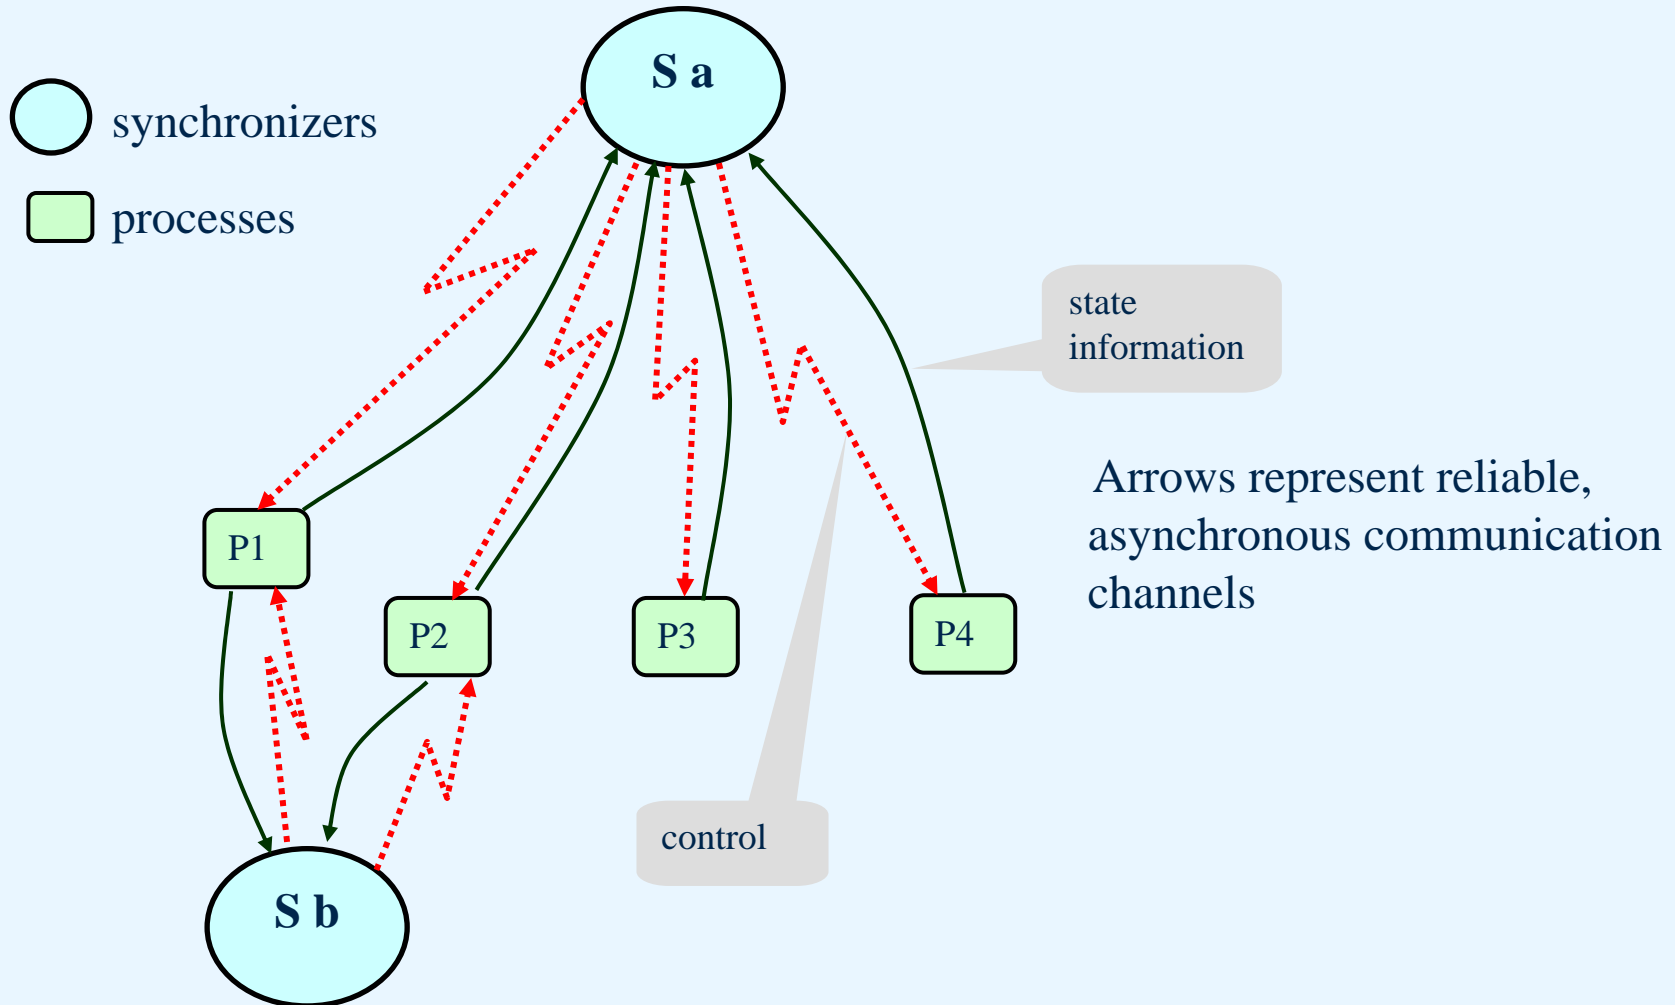 S a
synchronizers
processes
state
information
Arrows represent reliable,
asynchronous communication
channels
P1
P2
P3
P4
control
S b